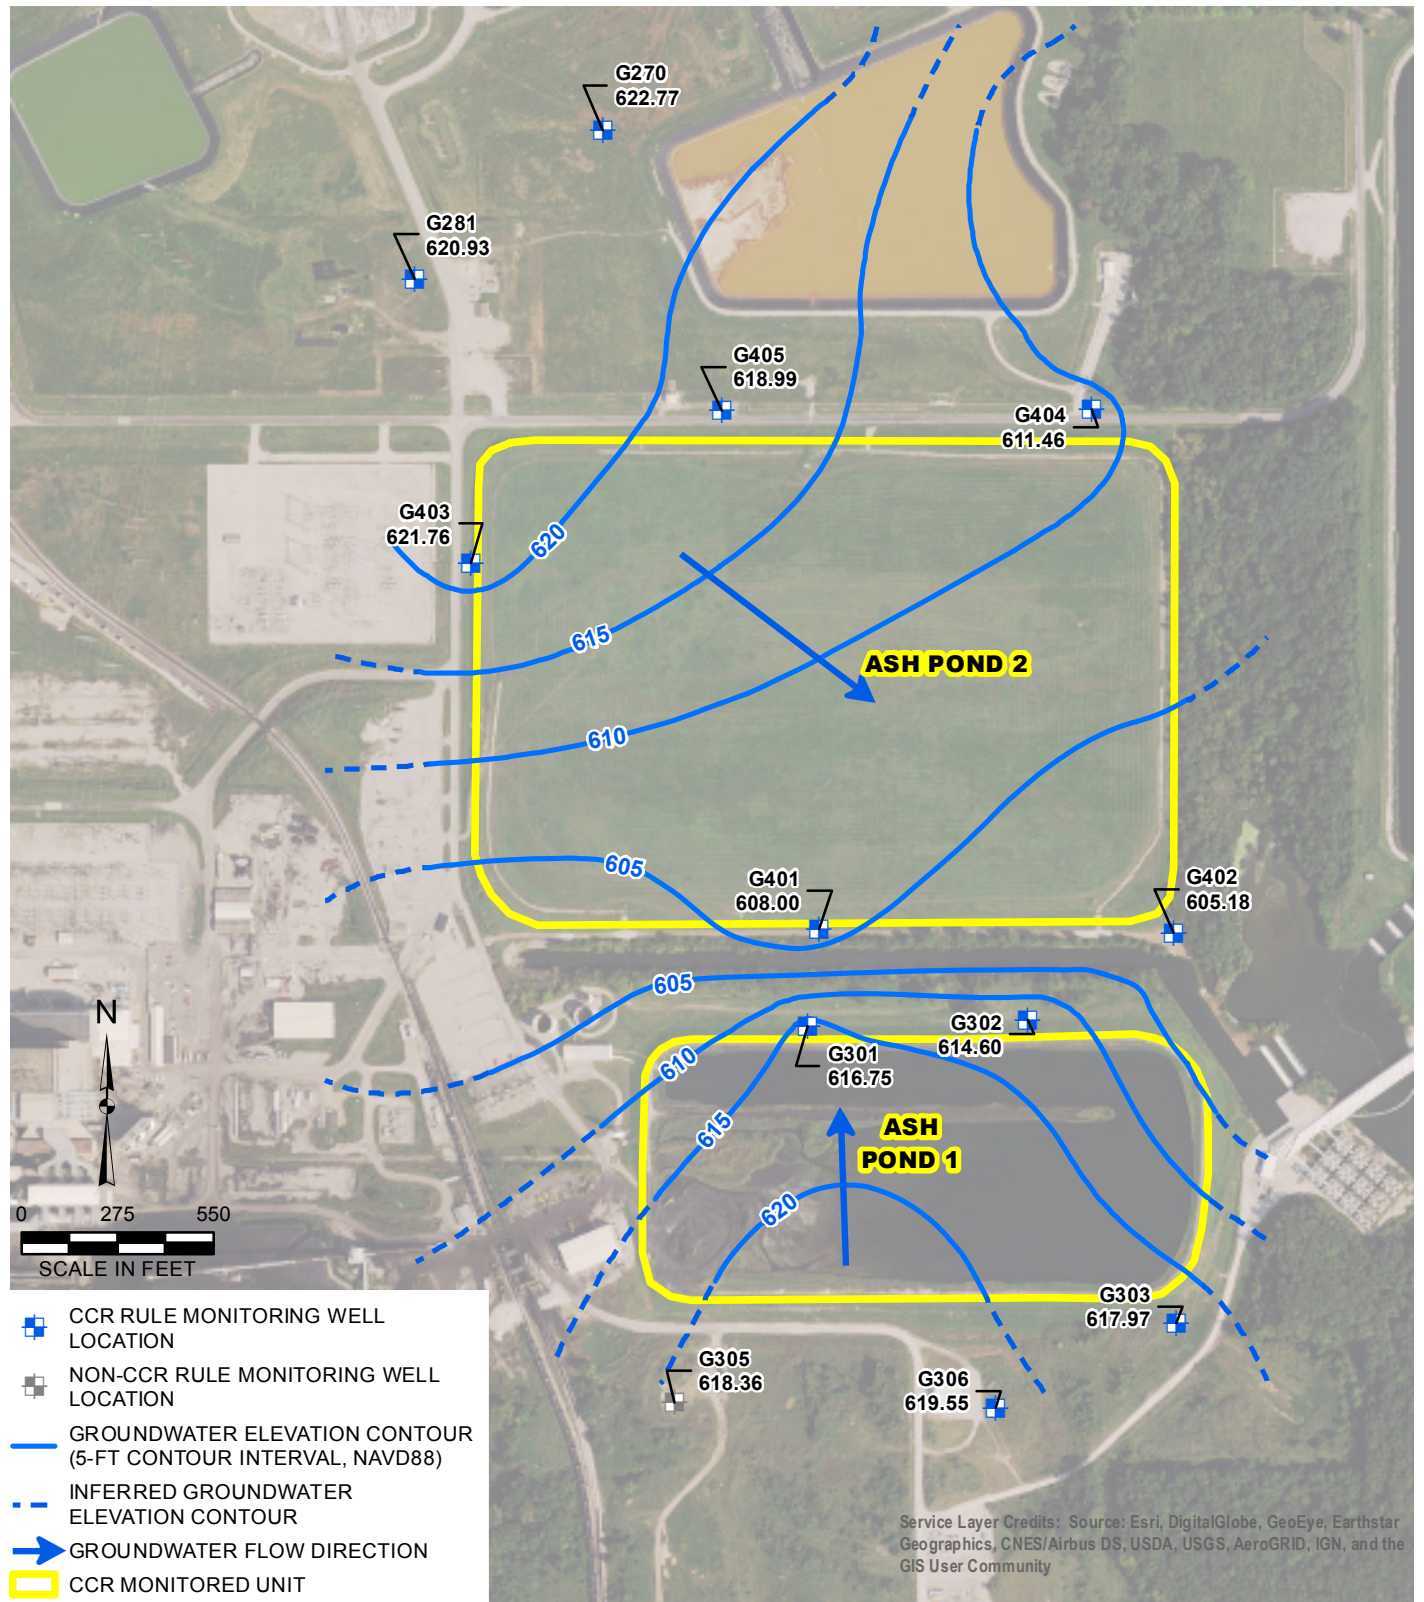 G270
622.77
G281
620.93
G405
618.99
G404
611.46
G403
621.76
620
615
ASH POND 2
610
605
G401
608.00
G402
605.18
605
N
G302
614.60
G301
616.75
610
615
ASH
POND 1
620
0 275 550
SCALE IN FEET
G303
617.97
G305
618.36
G306
619.55
CCR RULE MONITORING WELL
LOCATION
NON-CCR RULE MONITORING WELL
LOCATION
GROUNDWATER ELEVATION CONTOUR
(5-FT CONTOUR INTERVAL, NAVD88)
INFERRED GROUNDWATER
ELEVATION CONTOUR
GROUNDWATER FLOW DIRECTION
CCR MONITORED UNIT
Service Layer Credits: Source: Esri, DigitalGlobe, GeoEye, Earthstar
Geographics, CNES/Airbus DS, USDA, USGS, AeroGRID, IGN, and the
GIS User Community